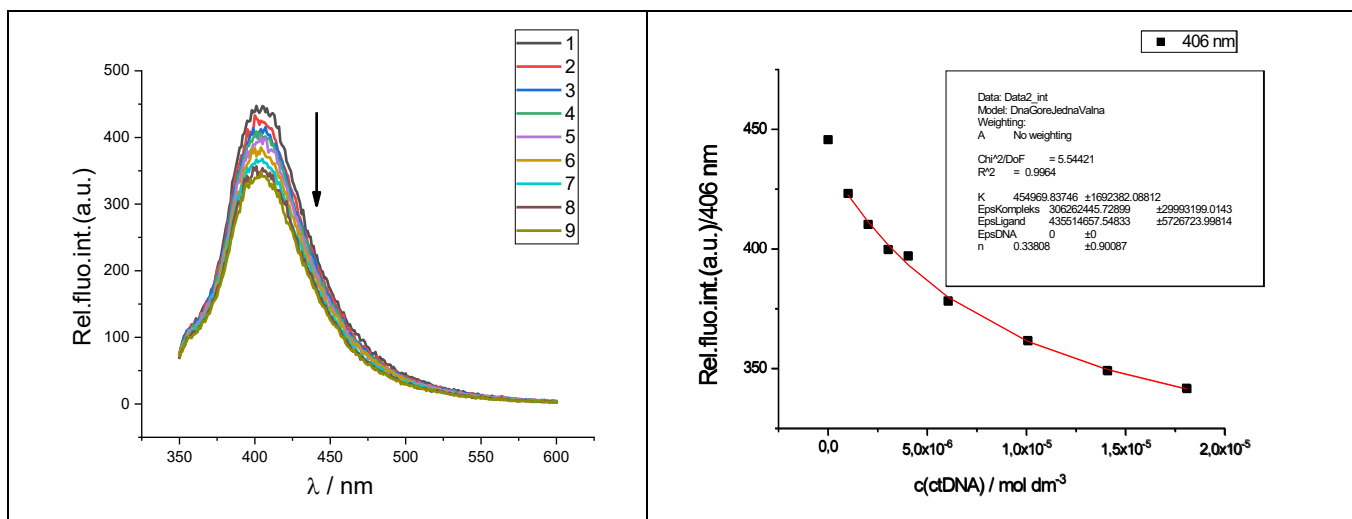 1
2
3
4
5
6
7
8
9
500
400
300
200
100
0
Rel.fluo.int.(a.u.)
350 400 450 500 550 600
λ / nm
406 nm
Data: Data2_int
Model: DnaGoreJednaValna
Weighting:
A No weighting
Chi^2/DoF = 5.54421
R^2 = 0.9964
K 454969.83746 ±1692382.08812
EpsKompleks 306262445.72899 ±29993199.0143
EpsLigand 435514657.54833 ±5726723.99814
EpsDNA 0 ±0
n 0.33808 ±0.90087
450
400
350
Rel.fluo.int.(a.u.)/406 nm
0,0 5,0x10⁻⁶ 1,0x10⁻⁵ 1,5x10⁻⁵ 2,0x10⁻⁵
c(ctDNA) / mol dm⁻³